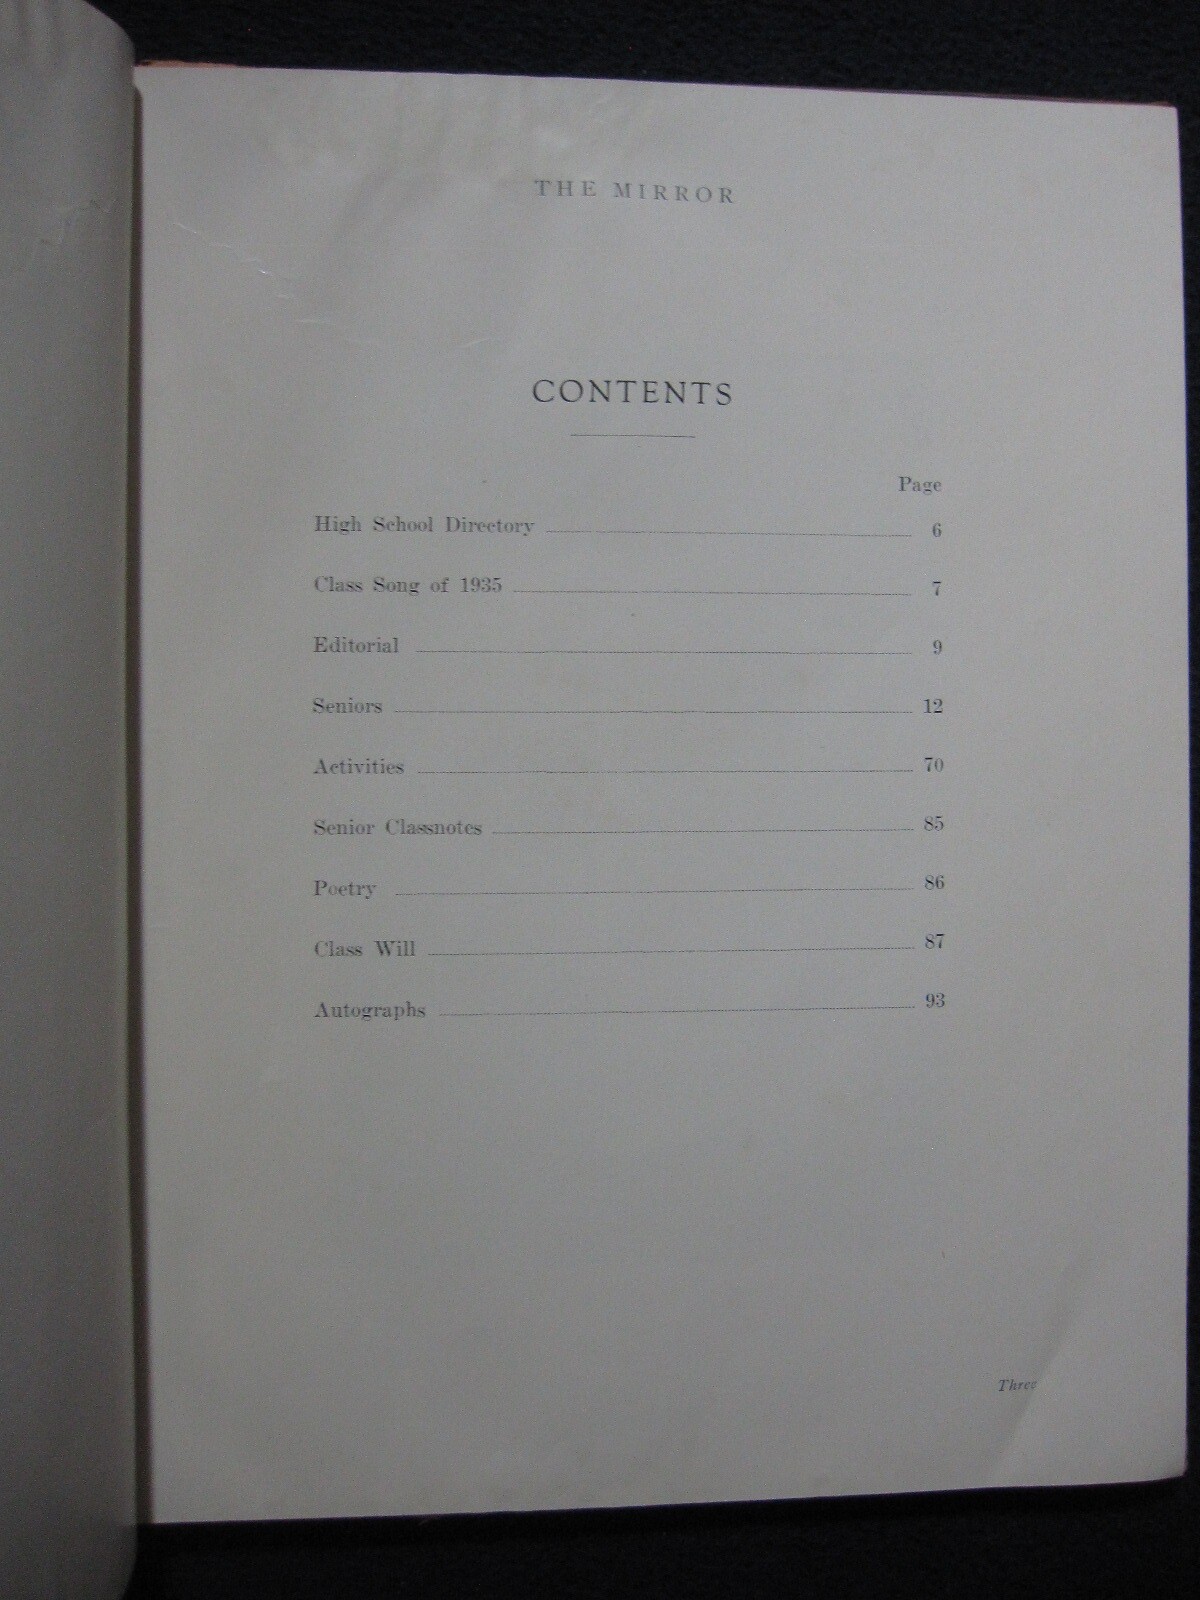 THE MIRROR
CONTENTS
Page
High School Directory 6
Class Song of 1935 7
Editorial 9
Seniors 12
Activities 70
Senior Classnotes 85
Poetry 86
Class Will 87
Autographs 93
Three